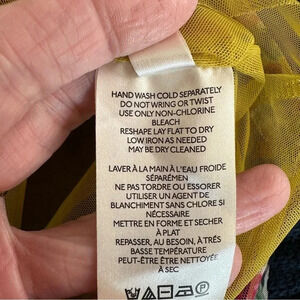 HAND WASH COLD SEPARATELY
DO NOT WRING OR TWIST
USE ONLY NON-CHLORINE
BLEACH
RESHAPE LAY FLAT TO DRY
LOW IRON AS NEEDED
MAY BE DRY CLEANED
LAVER À LA MAIN À L'EAU FROIDE
SÉPARÉMEN
NE PAS TORDRE OU ESSORER
UTILISER UN AGENT DE
BLANCHIMENT SANS CHLORE SI
NÉCESSAIRE
METTRE EN FORME ET SÉCHER
À PLAT
REPASSER, AU BESOIN, À TRÈS
BASSE TEMPÉRATURE
PEUT-ÊTRE ÊTRE NETTOYÉE
À SEC